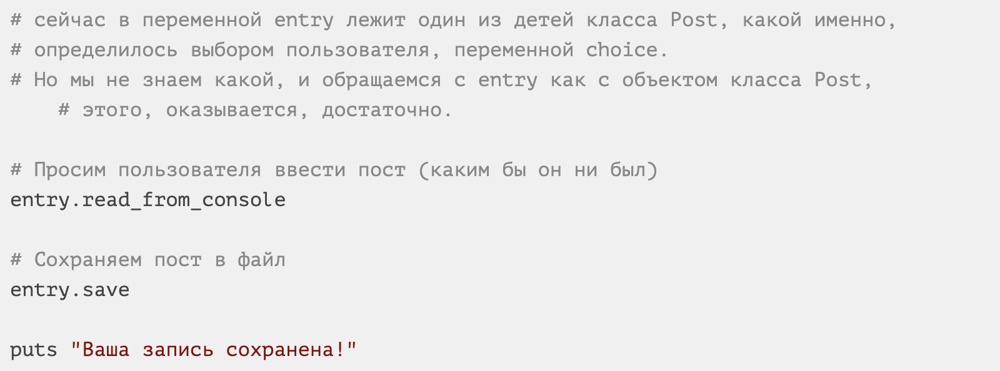 # сейчас в переменной entry лежит один из детей класса Post, какой именно,
# определилось выбором пользователя, переменной choice.
# Но мы не знаем какой, и обращаемся с entry как с объектом класса Post,
    # этого, оказывается, достаточно.

# Просим пользователя ввести пост (каким бы он ни был)
entry.read_from_console

# Сохраняем пост в файл
entry.save

puts "Ваша запись сохранена!"